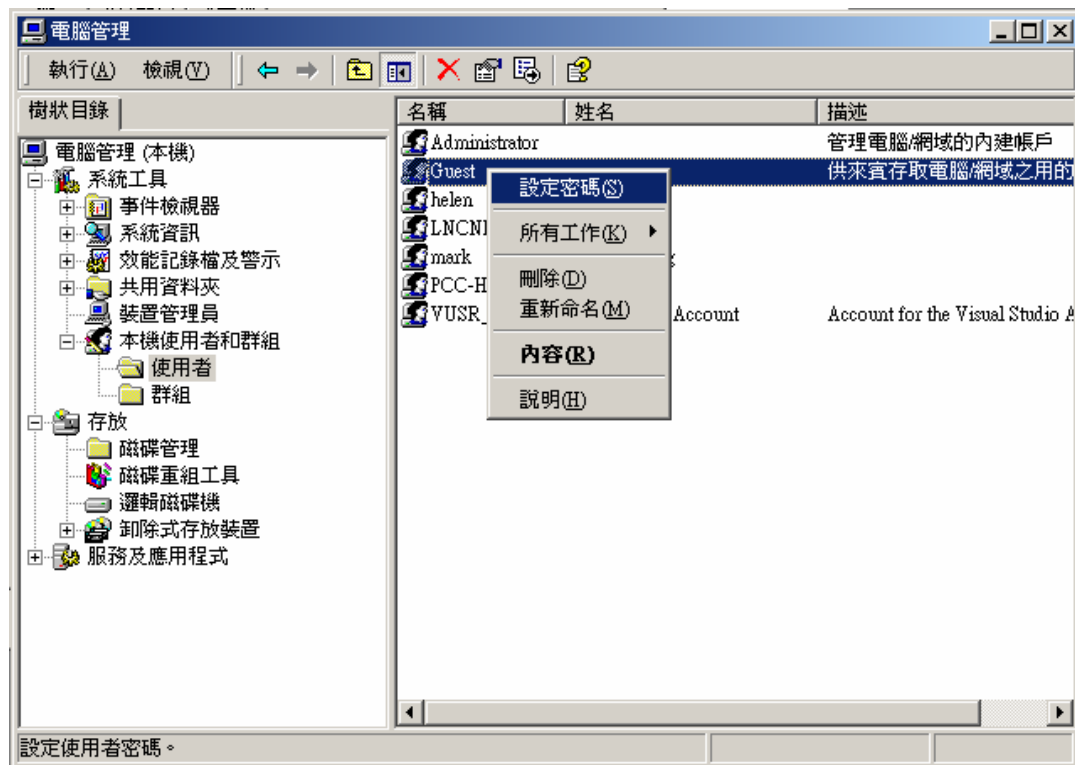 電腦管理
執行(A) 檢視(V)
樹狀目錄
電腦管理 (本機)
系統工具
事件檢視器
系統資訊
效能記錄檔及警示
共用資料夾
裝置管理員
本機使用者和群組
使用者
群組
存放
磁碟管理
磁碟重組工具
邏輯磁碟機
卸除式存放裝置
服務及應用程式
名稱 姓名 描述
Administrator 管理電腦/網域的內建帳戶
Guest 供來賓存取電腦/網域之用的
helen
LNCNI
mark
PCC-H
VUSR_ Account Account for the Visual Studio A
設定密碼(S)
所有工作(K)
刪除(D)
重新命名(M)
內容(R)
說明(H)
設定使用者密碼。